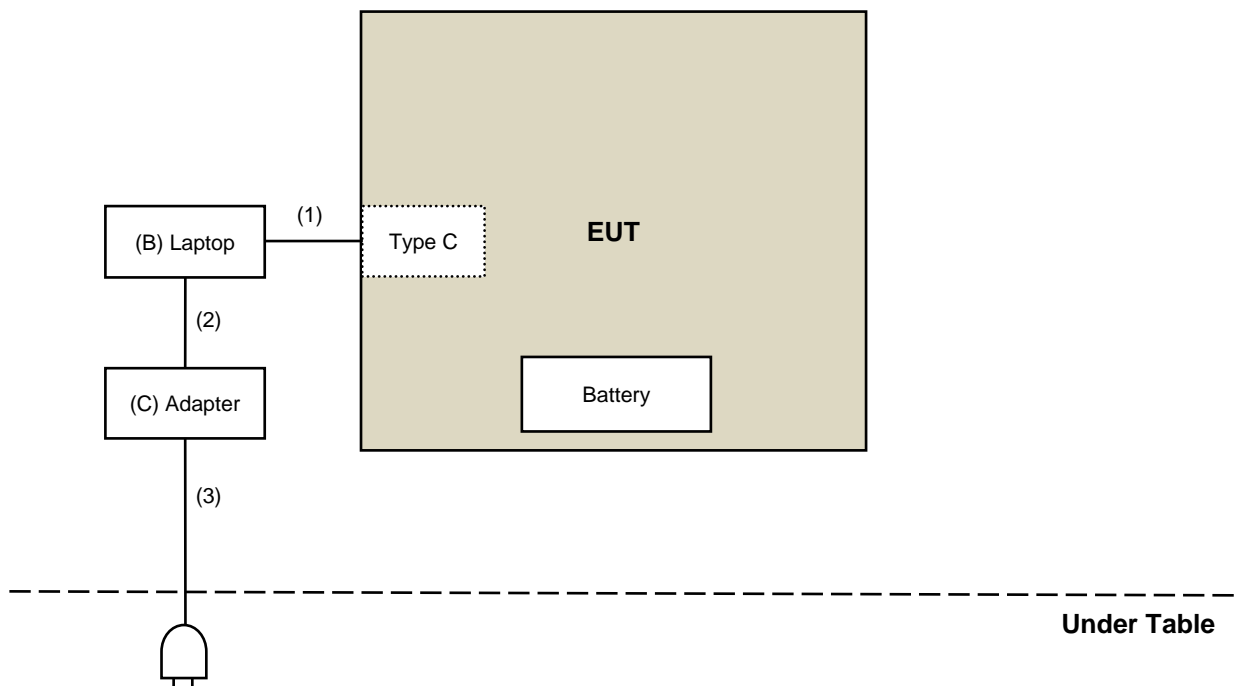 (1)
(B) Laptop
Type C
EUT
(2)
(C) Adapter
Battery
(3)
Under Table